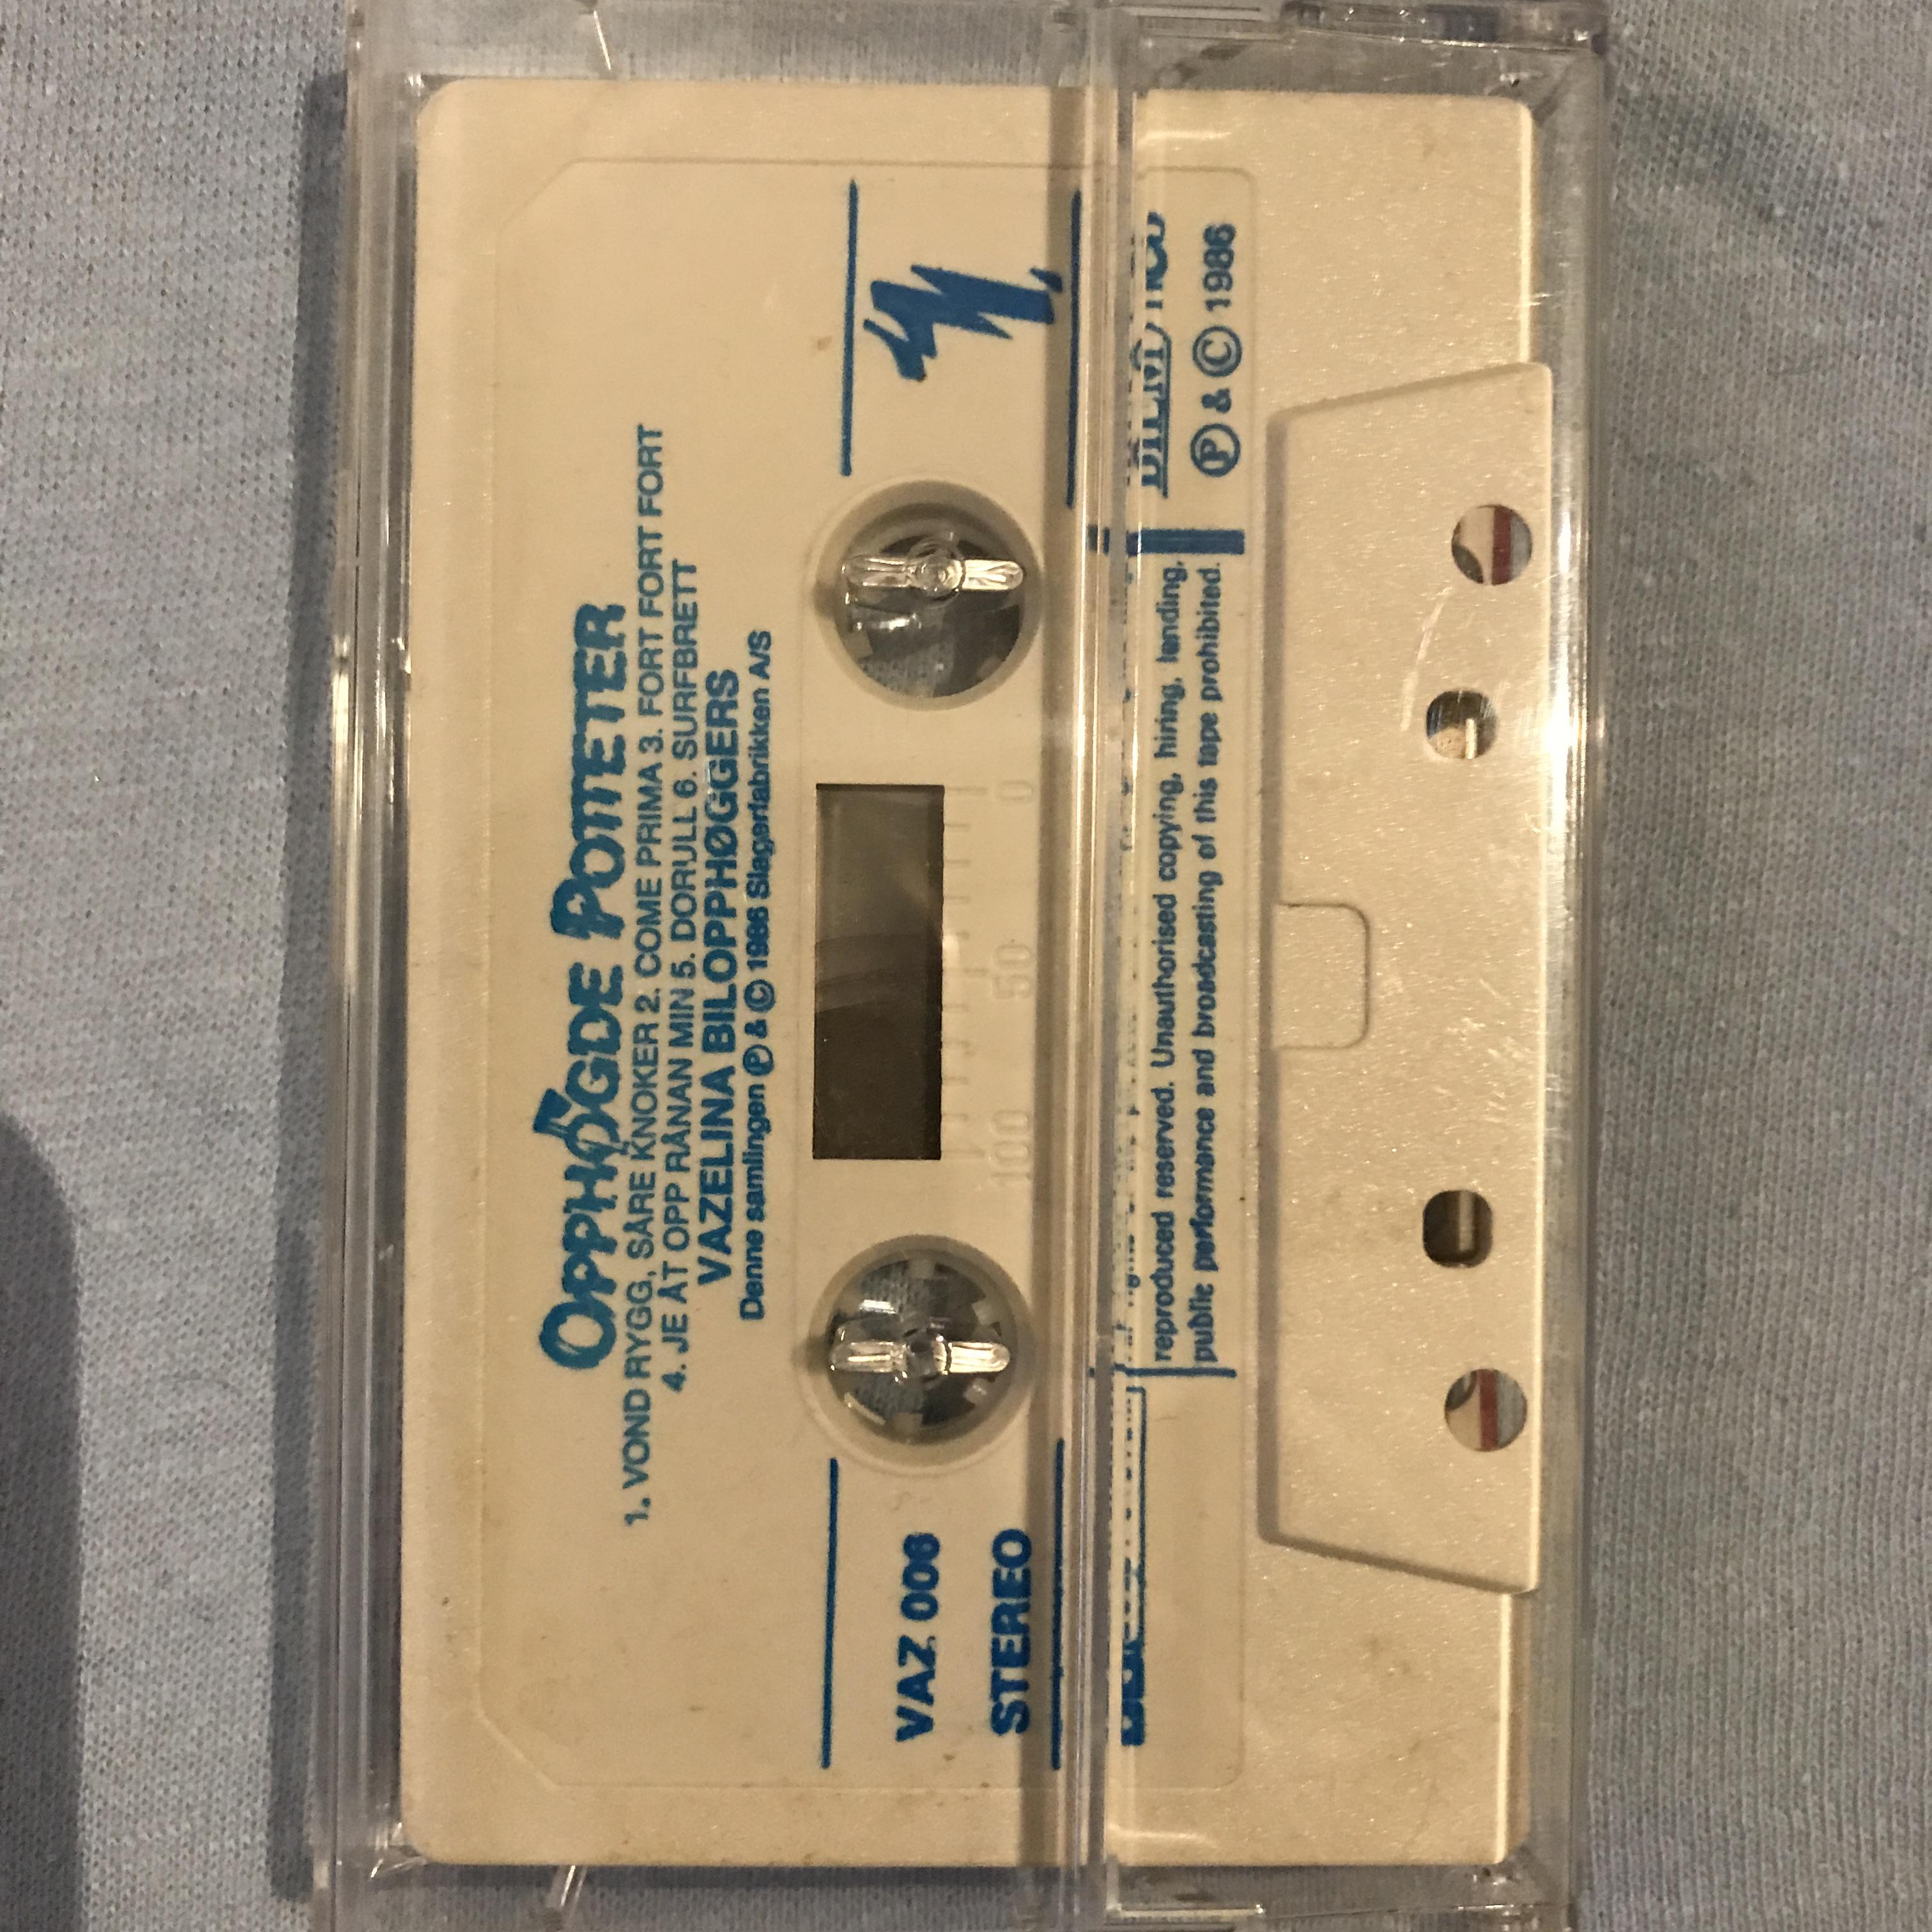 OPPHØGDE POTTETER
1. VOND RYGG, SÅRE KNOKER 2. COME PRIMA 3. FORT FORT FORT
4. JE ÅT OPP RÅNAN MIN 5. DORULL 6. SURFBRETT
VAZELINA BILOPPHØGGERS
Denne samlingen Ⓟ & © 1986 Slagerfabrikken A/S
VAZ 006
STEREO
0 50 100
reproduced reserved. Unauthorised copying, hiring, lending,
public performance and broadcasting of this tape prohibited.
Ⓟ & © 1986